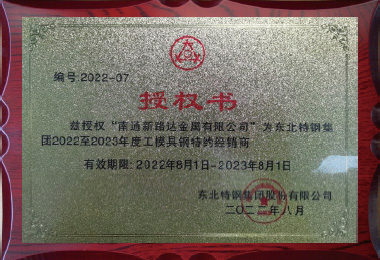 编号:2022-07
授权书
兹授权“南通新路达金属有限公司”为东北特钢集
团2022至2023年度工模具钢特约经销商
有效期限: 2022年8月1日-2023年8月1日
东北特钢集团股份有限公司
二〇二二年八月